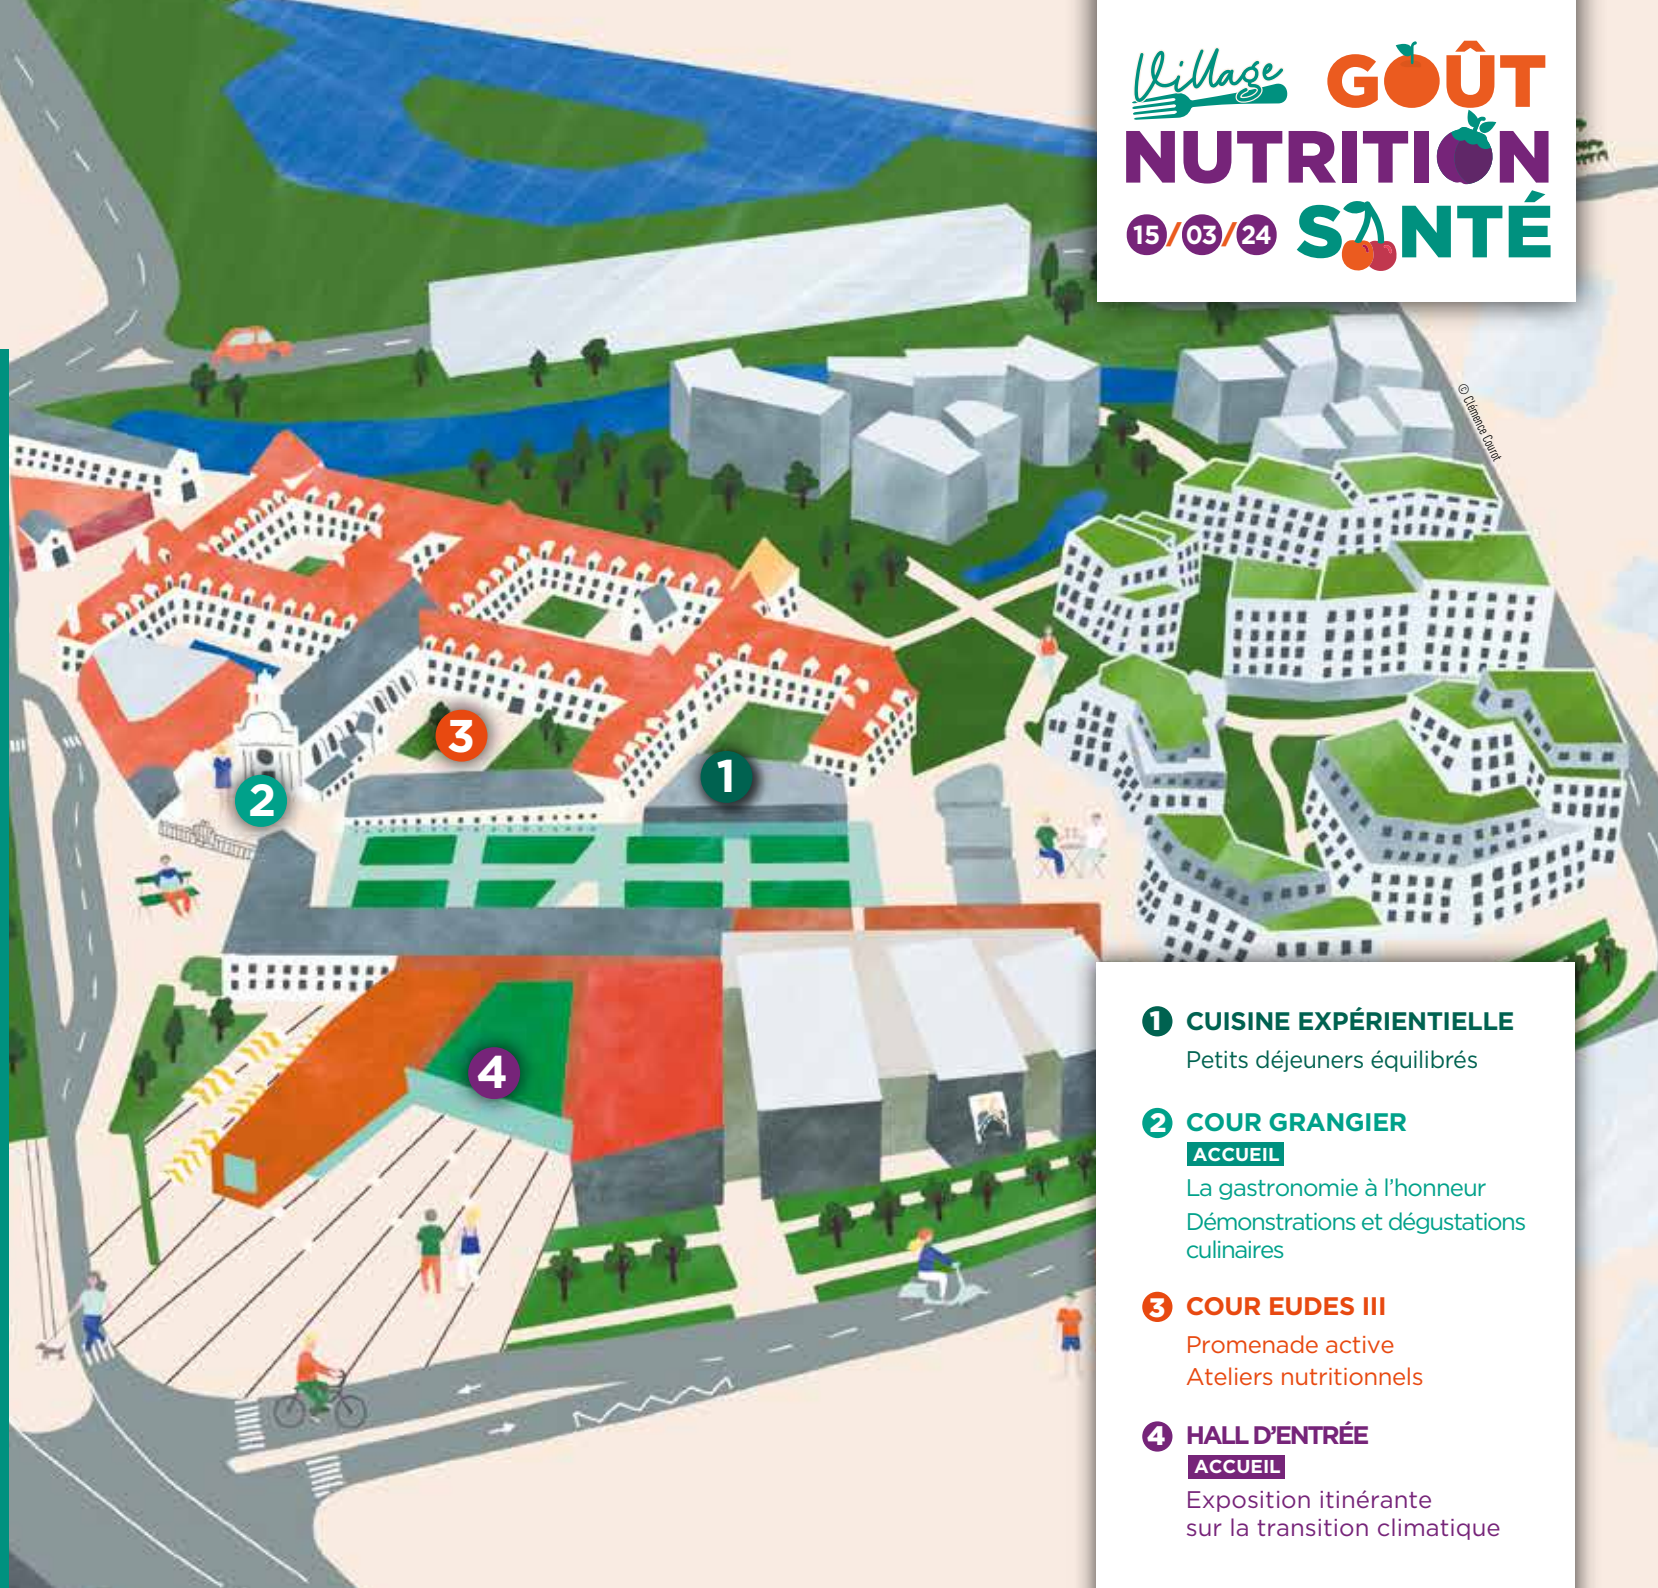 Village GOÛT
NUTRITION
15/03/24 SANTÉ
© Clémence Courot
3
1
2
4
1 CUISINE EXPÉRIENTIELLE
Petits déjeuners équilibrés
2 COUR GRANGIER
ACCUEIL
La gastronomie à l'honneur
Démonstrations et dégustations
culinaires
3 COUR EUDES III
Promenade active
Ateliers nutritionnels
4 HALL D'ENTRÉE
ACCUEIL
Exposition itinérante
sur la transition climatique